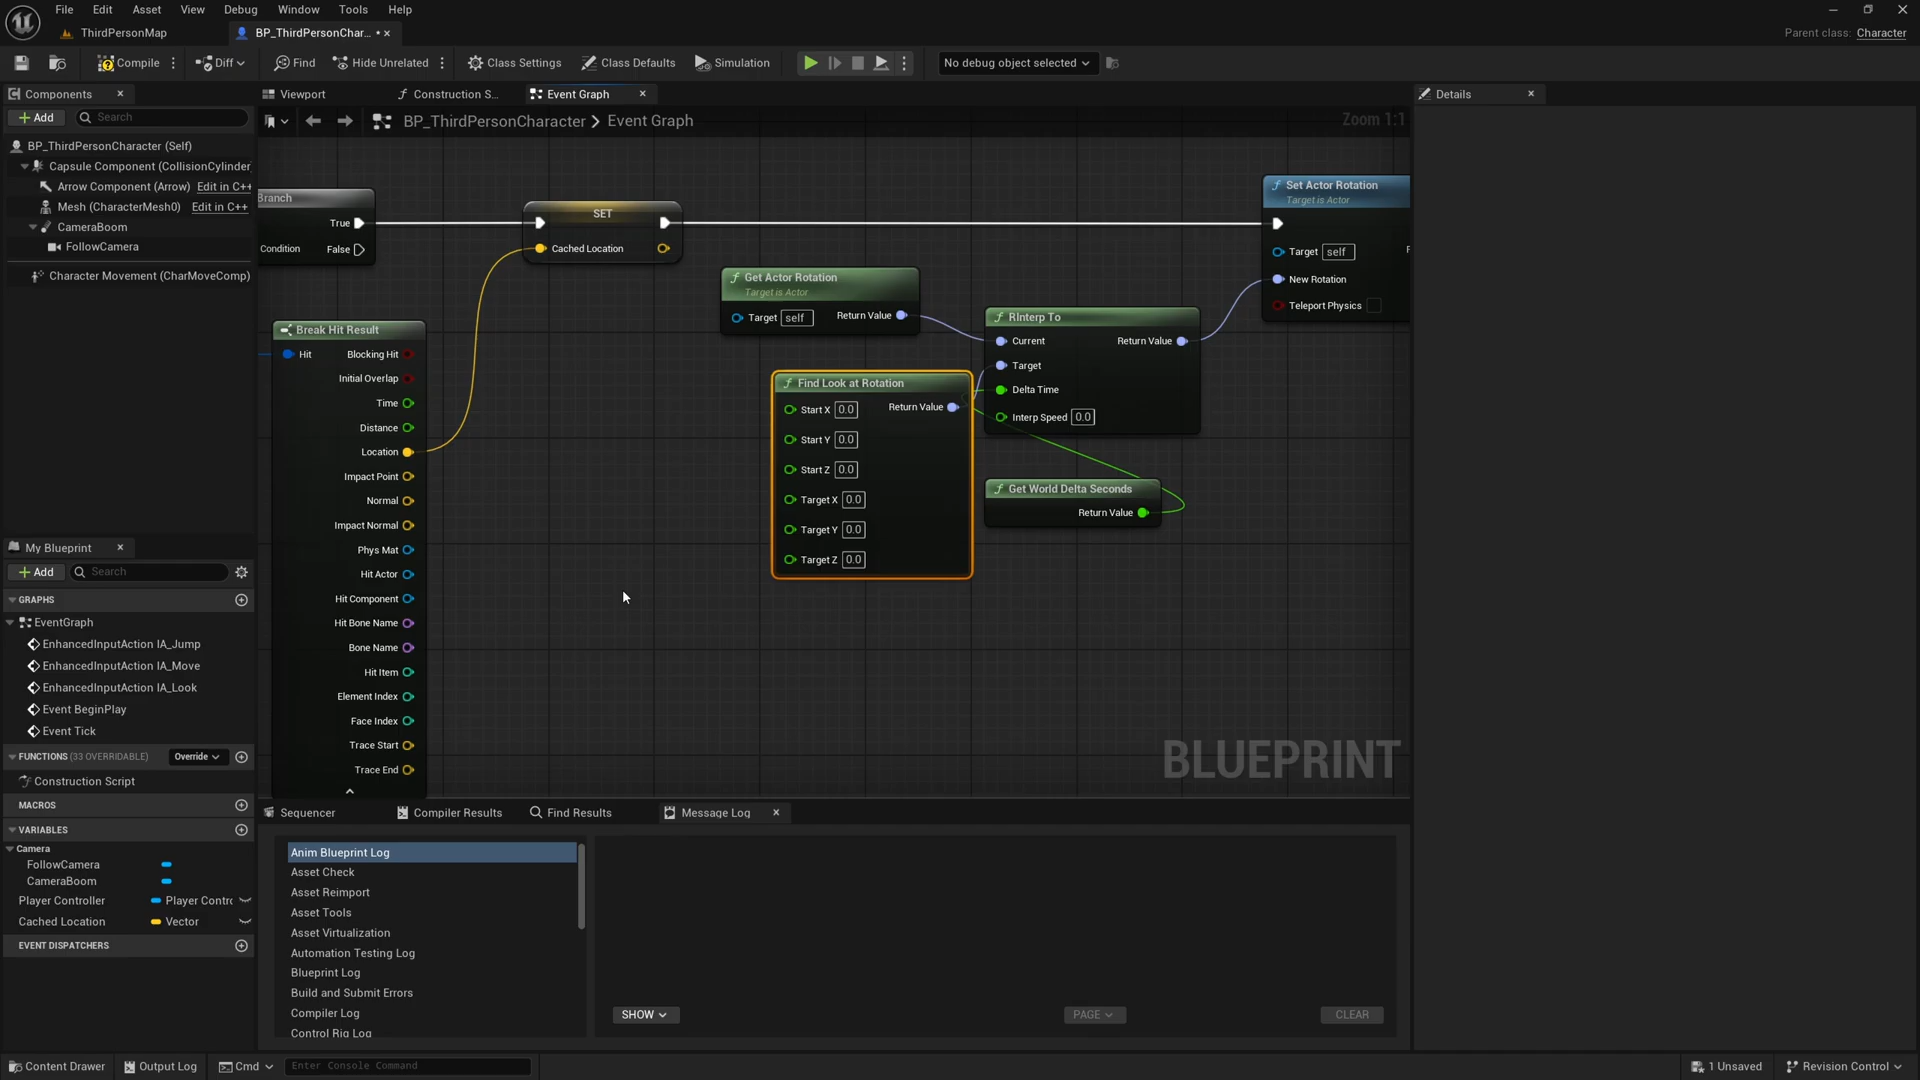 File Edit Asset View Debug Window Tools Help
ThirdPersonMap
BP_ThirdPersonChar... •
Parent class: Character
Compile
Diff
Find
Hide Unrelated
Class Settings
Class Defaults
Simulation
No debug object selected
Components
Add
Search
BP_ThirdPersonCharacter (Self)
Capsule Component (CollisionCylinder
Arrow Component (Arrow) Edit in C++
Mesh (CharacterMesh0) Edit in C++
CameraBoom
FollowCamera
Character Movement (CharMoveComp)
My Blueprint
Add
Search
GRAPHS
EventGraph
EnhancedInputAction IA_Jump
EnhancedInputAction IA_Move
EnhancedInputAction IA_Look
Event BeginPlay
Event Tick
FUNCTIONS (33 OVERRIDABLE) Override
Construction Script
MACROS
VARIABLES
Camera
FollowCamera
CameraBoom
Player Controller Player Contro
Cached Location Vector
EVENT DISPATCHERS
Viewport
Construction S...
Event Graph
BP_ThirdPersonCharacter > Event Graph
Zoom 1:1
Branch
True
Condition False
SET
Cached Location
Break Hit Result
Hit Blocking Hit
Initial Overlap
Time
Distance
Location
Impact Point
Normal
Impact Normal
Phys Mat
Hit Actor
Hit Component
Hit Bone Name
Bone Name
Hit Item
Element Index
Face Index
Trace Start
Trace End
Get Actor Rotation
Target is Actor
Target self Return Value
Find Look at Rotation
Start X 0.0 Return Value
Start Y 0.0
Start Z 0.0
Target X 0.0
Target Y 0.0
Target Z 0.0
RInterp To
Current Return Value
Target
Delta Time
Interp Speed 0.0
Get World Delta Seconds
Return Value
Set Actor Rotation
Target is Actor
Target self
New Rotation
Teleport Physics
BLUEPRINT
Details
Sequencer
Compiler Results
Find Results
Message Log
Anim Blueprint Log
Asset Check
Asset Reimport
Asset Tools
Asset Virtualization
Automation Testing Log
Blueprint Log
Build and Submit Errors
Compiler Log
Control Rig Log
SHOW
PAGE
CLEAR
Content Drawer
Output Log
Cmd
Enter Console Command
1 Unsaved
Revision Control